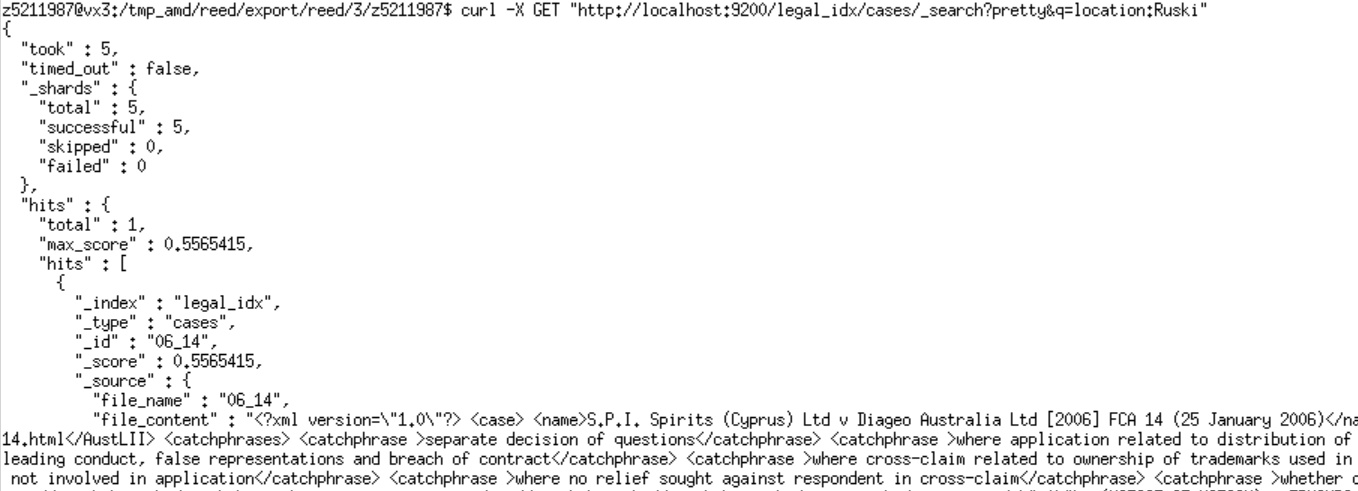 z5211987@vx3:/tmp_amd/reed/export/reed/3/z5211987$ curl -X GET "http://localhost:9200/legal_idx/cases/_search?pretty&q=location:Ruski"
{
"took" : 5,
"timed_out" : false,
"_shards" : {
"total" : 5,
"successful" : 5,
"skipped" : 0,
"failed" : 0
},
"hits" : {
"total" : 1,
"max_score" : 0.5565415,
"hits" : [
{
"_index" : "legal_idx",
"_type" : "cases",
"_id" : "06_14",
"_score" : 0.5565415,
"_source" : {
"file_name" : "06_14",
"file_content" : "<?xml version=\"1.0\"?> <case> <name>S.P.I. Spirits (Cyprus) Ltd v Diageo Australia Ltd [2006] FCA 14 (25 January 2006)</na
14.html</AustLII> <catchphrases> <catchphrase >separate decision of questions</catchphrase> <catchphrase >where application related to distribution of
leading conduct, false representations and breach of contract</catchphrase> <catchphrase >where cross-claim related to ownership of trademarks used in
not involved in application</catchphrase> <catchphrase >where no relief sought against respondent in cross-claim</catchphrase> <catchphrase >whether c